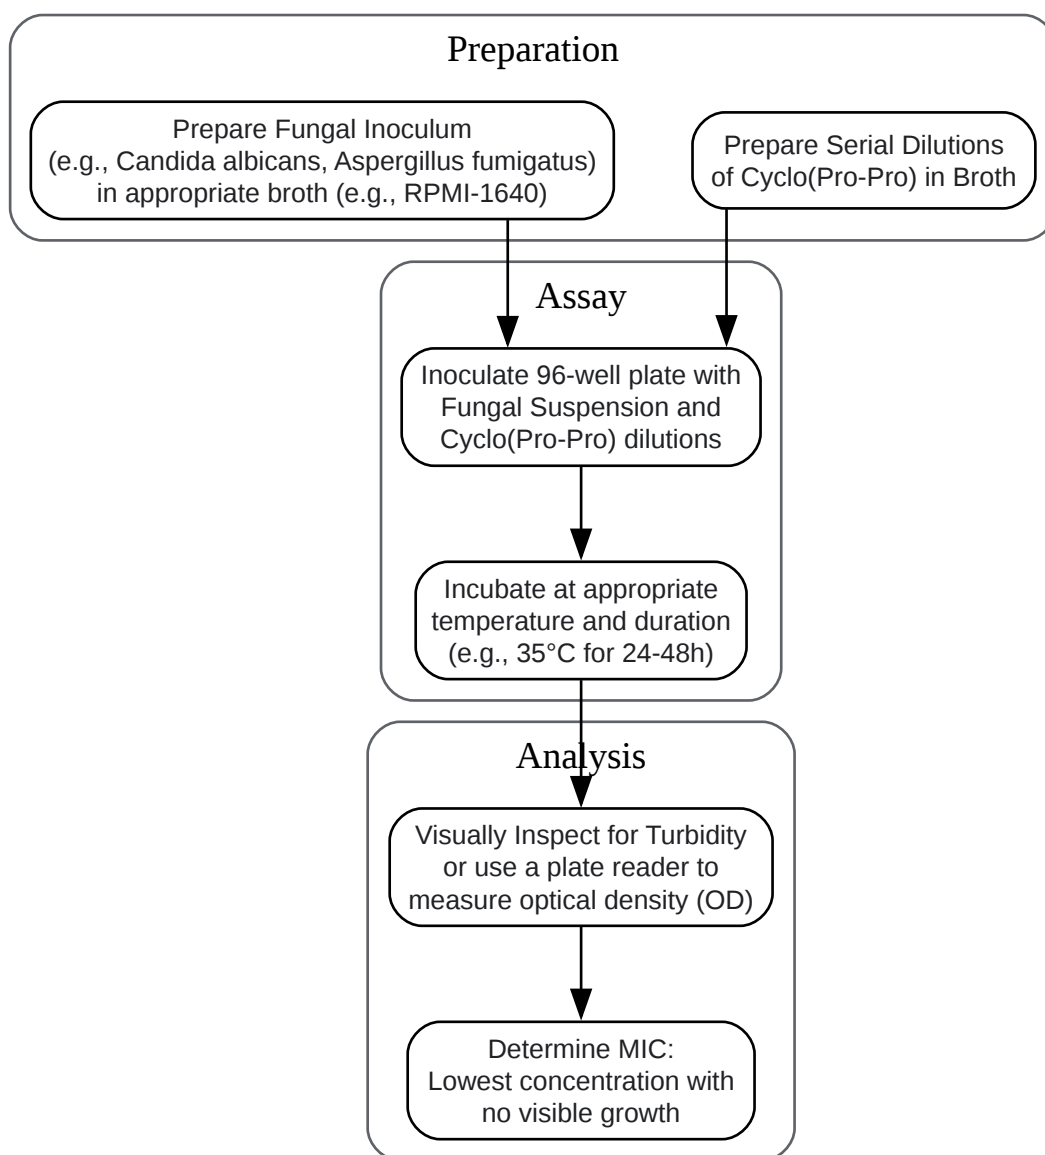 Preparation
Prepare Fungal Inoculum
(e.g., Candida albicans, Aspergillus fumigatus)
in appropriate broth (e.g., RPMI-1640)
Prepare Serial Dilutions
of Cyclo(Pro-Pro) in Broth
Assay
Inoculate 96-well plate with
Fungal Suspension and
Cyclo(Pro-Pro) dilutions
Incubate at appropriate
temperature and duration
(e.g., 35°C for 24-48h)
Analysis
Visually Inspect for Turbidity
or use a plate reader to
measure optical density (OD)
Determine MIC:
Lowest concentration with
no visible growth